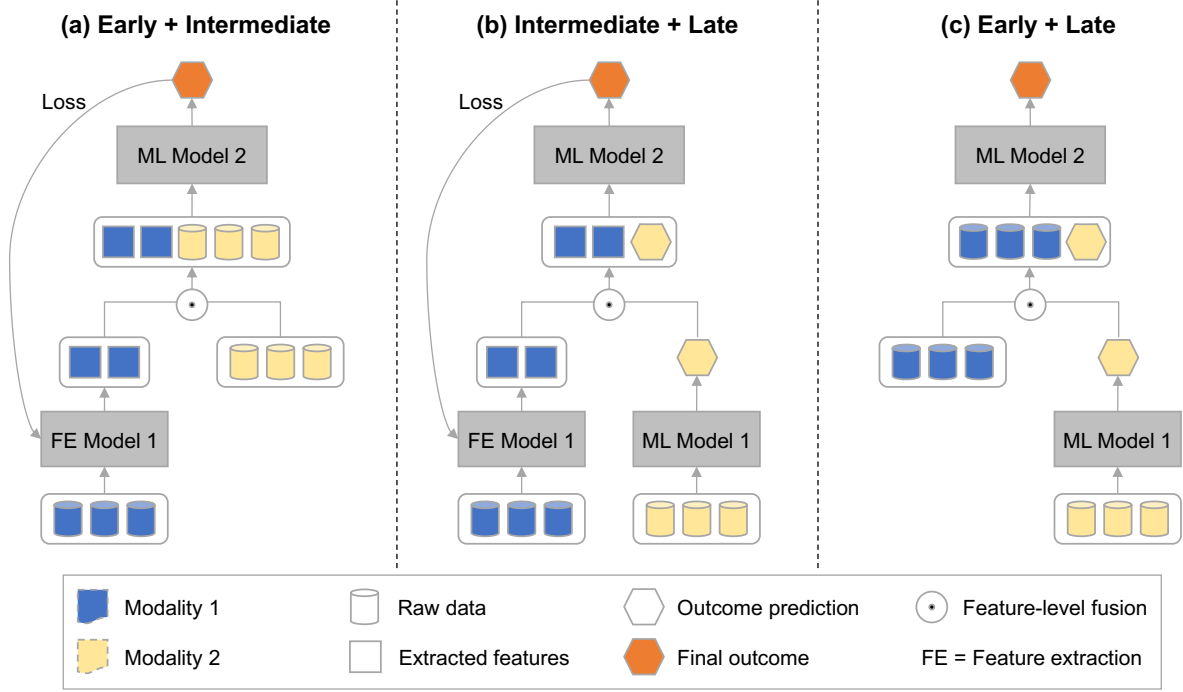 (a) Early + Intermediate
Loss
ML Model 2
FE Model 1
(b) Intermediate + Late
Loss
ML Model 2
FE Model 1
ML Model 1
(c) Early + Late
ML Model 2
ML Model 1
Modality 1
Raw data
Outcome prediction
Feature-level fusion
Modality 2
Extracted features
Final outcome
FE = Feature extraction